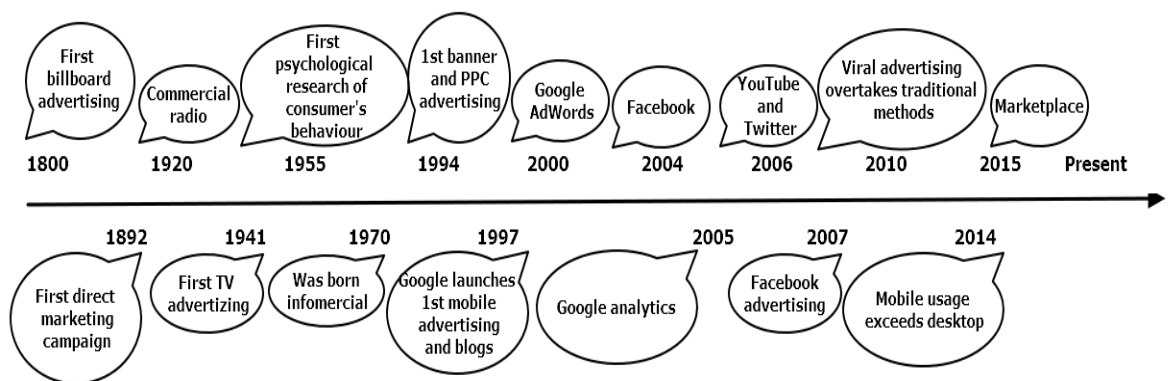 First
billboard
advertising
Commercial
radio
First
psychological
research of
consumer's
behaviour
1st banner
and PPC
advertising
Google
AdWords
Facebook
YouTube
and
Twitter
Viral advertising
overtakes traditional
methods
Marketplace
1800 1920 1955 1994 2000 2004 2006 2010 2015 Present
1892 1941 1970 1997 2005 2007 2014
First direct
marketing
campaign
First TV
advertizing
Was born
infomercial
Google launches
1st mobile
advertising
and blogs
Google analytics
Facebook
advertising
Mobile usage
exceeds desktop